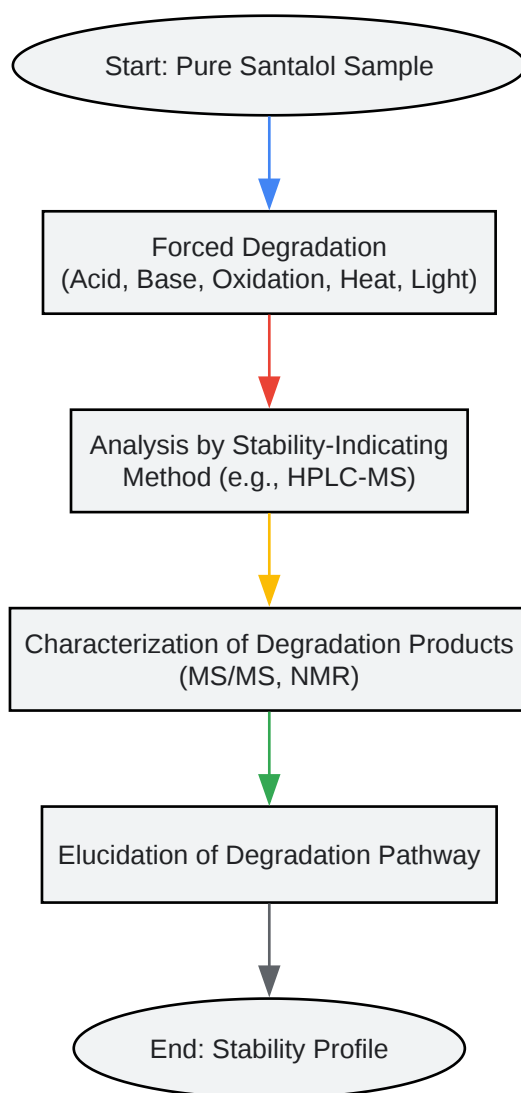 Start: Pure Santalol Sample
Forced Degradation
(Acid, Base, Oxidation, Heat, Light)
Analysis by Stability-Indicating
Method (e.g., HPLC-MS)
Characterization of Degradation Products
(MS/MS, NMR)
Elucidation of Degradation Pathway
End: Stability Profile